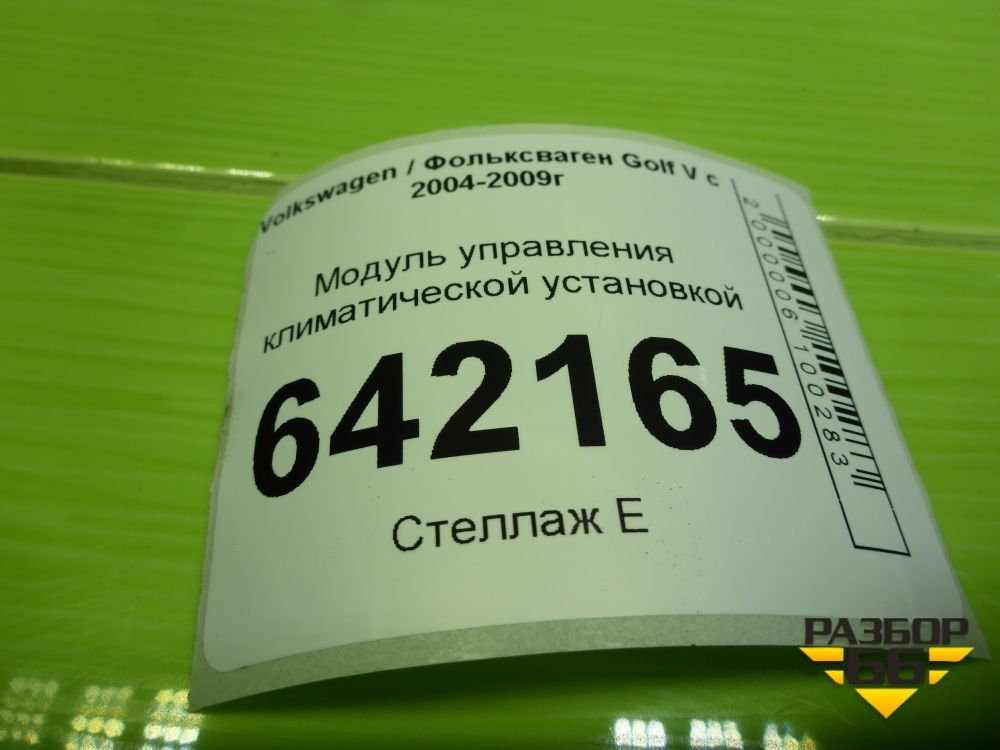 Volkswagen / Фольксваген Golf V с
2004-2009г
Модуль управления
климатической установкой
642165
Стеллаж Е
2000006100283
РАЗБОР
66